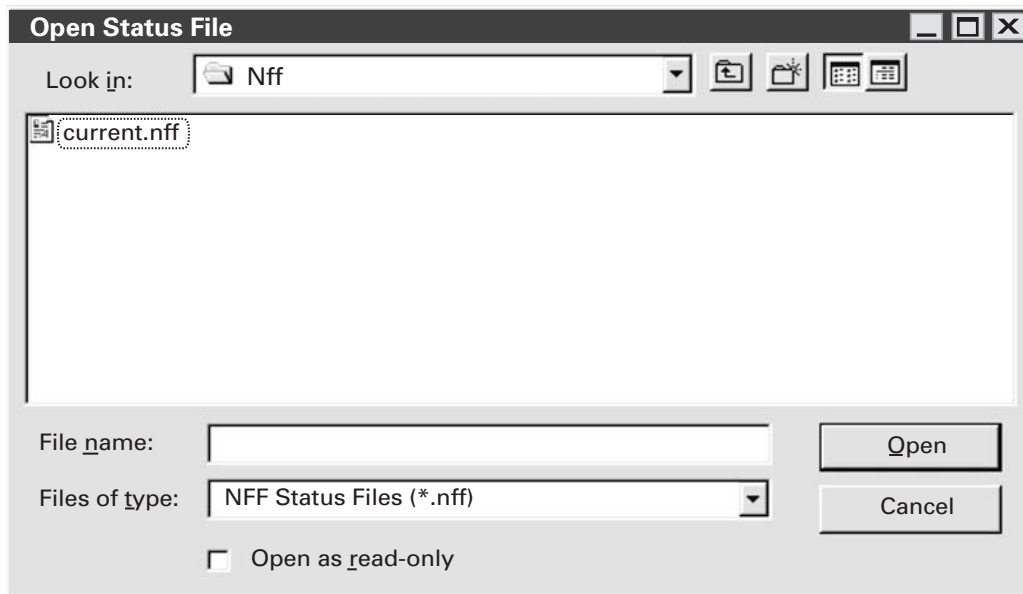 Open Status File
Look in:
Nff
current.nff
File name:
Open
Files of type:
NFF Status Files (*.nff)
Cancel
Open as read-only